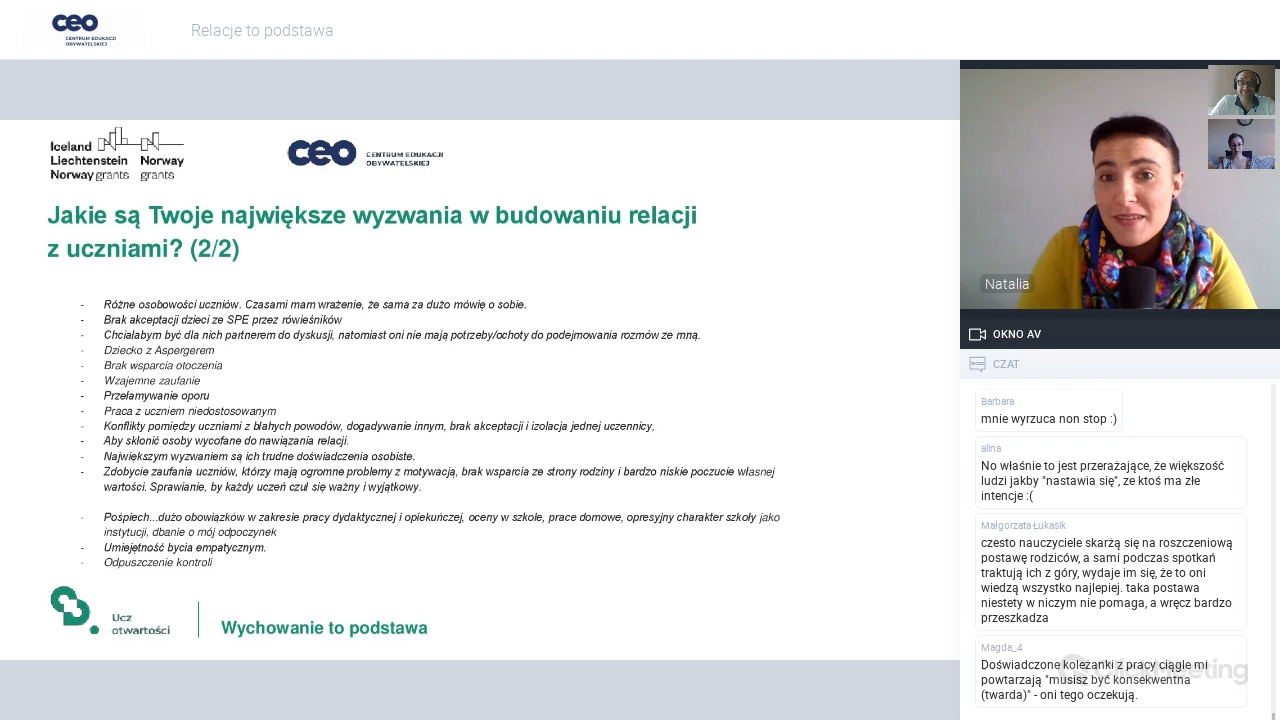 ceo
CENTRUM EDUKACJI
OBYWATELSKIEJ
Relacje to podstawa
Iceland
Liechtenstein Norway
Norway grants grants
ceo
CENTRUM EDUKACJI
OBYWATELSKIEJ
Jakie są Twoje największe wyzwania w budowaniu relacji
z uczniami? (2/2)
- Różne osobowości uczniów. Czasami mam wrażenie, że sama za dużo mówię o sobie.
- Brak akceptacji dzieci ze SPE przez rówieśników
- Chciałabym być dla nich partnerem do dyskusji, natomiast oni nie mają potrzeby/ochoty do podejmowania rozmów ze mną.
- Dziecko z Aspergerem
- Brak wsparcia otoczenia
- Wzajemne zaufanie
- Przełamywanie oporu
- Praca z uczniem niedostosowanym
- Konflikty pomiędzy uczniami z błahych powodów, dogadywanie innym, brak akceptacji i izolacja jednej uczennicy,
- Aby skłonić osoby wycofane do nawiązania relacji.
- Największym wyzwaniem są ich trudne doświadczenia osobiste.
- Zdobycie zaufania uczniów, którzy mają ogromne problemy z motywacją, brak wsparcia ze strony rodziny i bardzo niskie poczucie własnej
wartości. Sprawianie, by każdy uczeń czuł się ważny i wyjątkowy.
- Pośpiech...dużo obowiązków w zakresie pracy dydaktycznej i opiekuńczej, oceny w szkole, prace domowe, opresyjny charakter szkoły jako
instytucji, dbanie o mój odpoczynek
- Umiejętność bycia empatycznym.
- Odpuszczenie kontroli
Ucz
otwartości
Wychowanie to podstawa
Natalia
OKNO AV
CZAT
Barbara
mnie wyrzuca non stop :)
alina
No właśnie to jest przerażające, że większość
ludzi jakby "nastawia się", ze ktoś ma złe
intencje :(
Małgorzata Łukasik
czesto nauczyciele skarżą się na roszczeniową
postawę rodziców, a sami podczas spotkań
traktują ich z góry, wydaje im się, że to oni
wiedzą wszystko najlepiej. taka postawa
niestety w niczym nie pomaga, a wręcz bardzo
przeszkadza
Magda_4
Doświadczone koleżanki z pracy ciągle mi
powtarzają "musisz być konsekwentna
(twarda)" - oni tego oczekują.
ClickMeeting